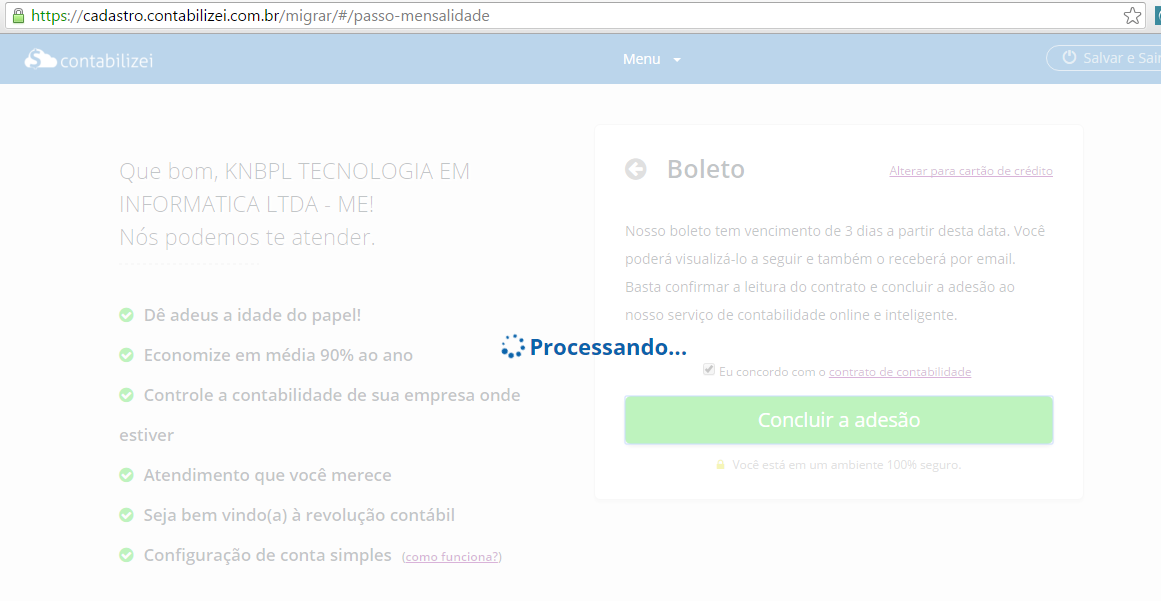 https://cadastro.contabilizei.com.br/migrar/#/passo-mensalidade
contabilizei
Menu
Salvar e Sair
Que bom, KNBPL TECNOLOGIA EM
INFORMATICA LTDA - ME!
Nós podemos te atender.
Dê adeus a idade do papel!
Economize em média 90% ao ano
Controle a contabilidade de sua empresa onde
estiver
Atendimento que você merece
Seja bem vindo(a) à revolução contábil
Configuração de conta simples (como funciona?)
Boleto
Alterar para cartão de crédito
Nosso boleto tem vencimento de 3 dias a partir desta data. Você
poderá visualizá-lo a seguir e também o receberá por email.
Basta confirmar a leitura do contrato e concluir a adesão ao
nosso serviço de contabilidade online e inteligente.
Processando...
Eu concordo com o contrato de contabilidade
Concluir a adesão
Você está em um ambiente 100% seguro.